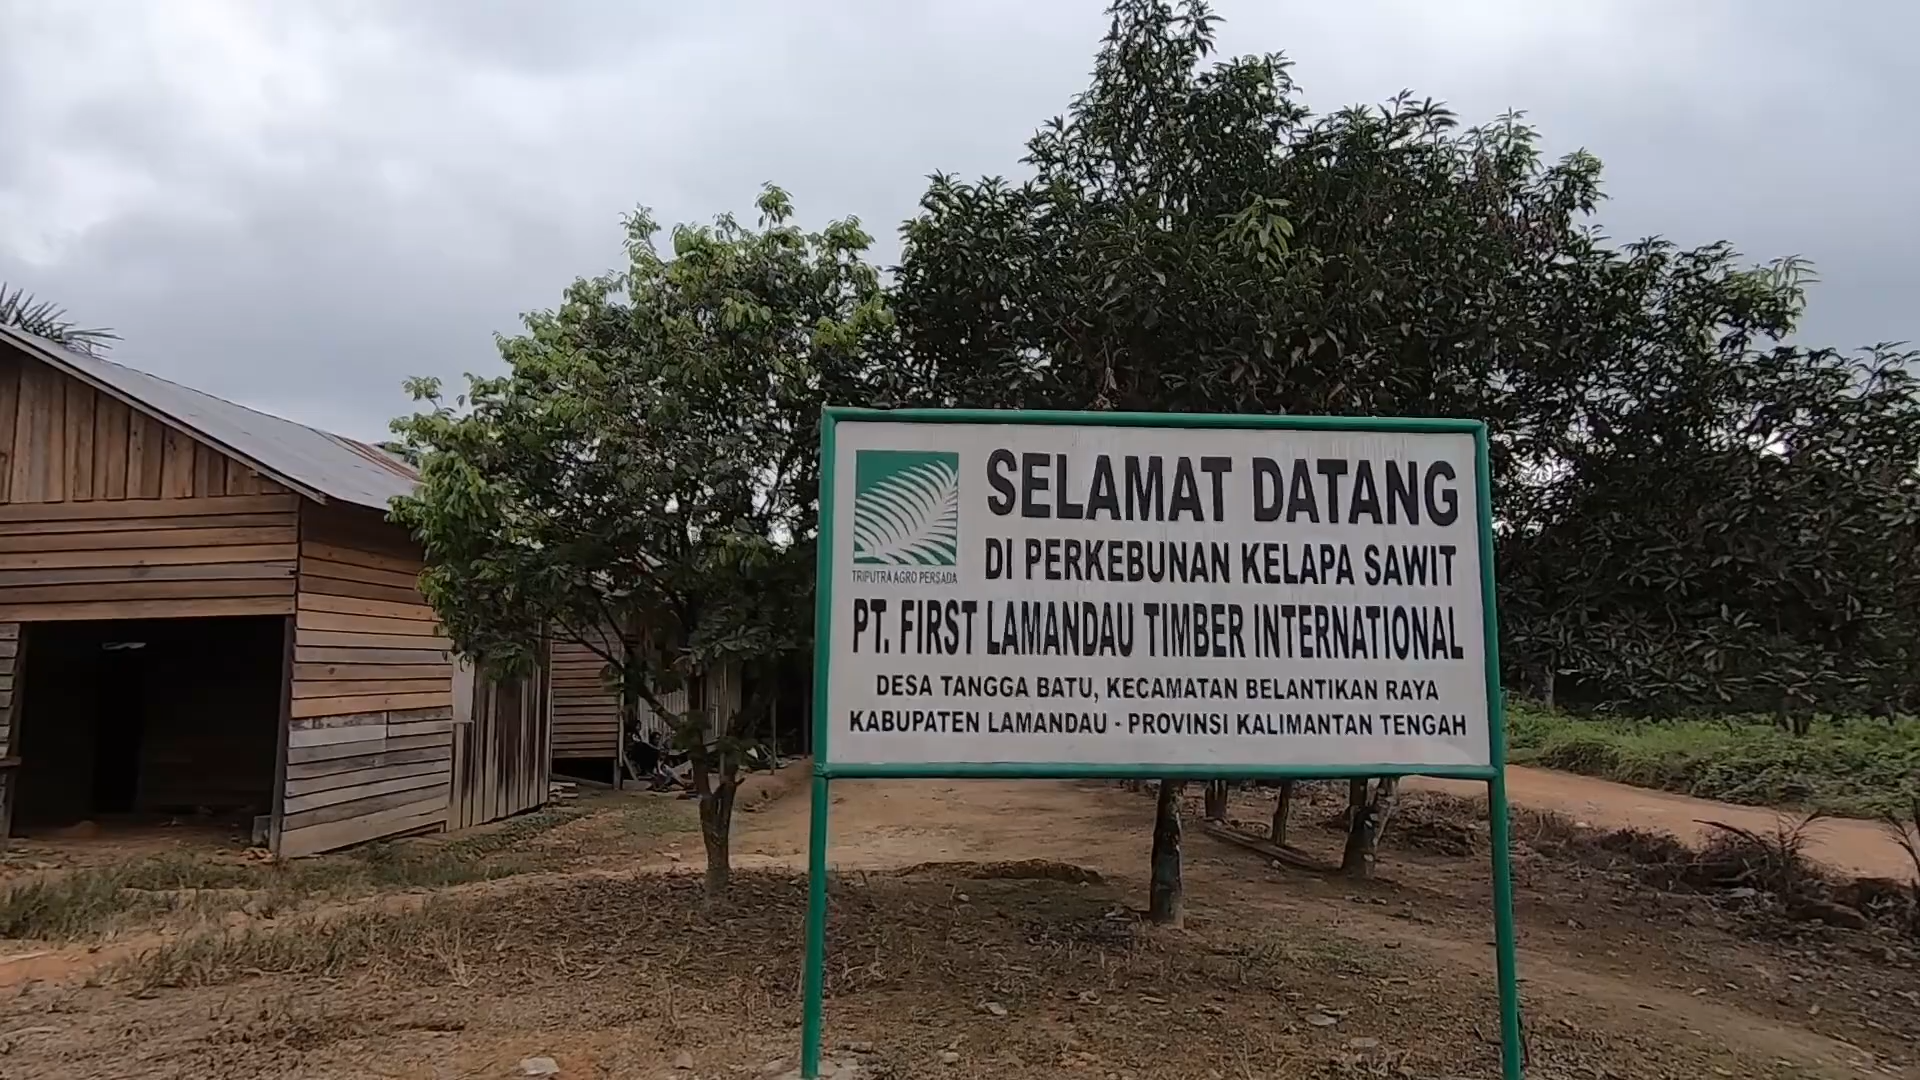 SELAMAT DATANG
DI PERKEBUNAN KELAPA SAWIT
TRIPUTRA AGRO PERSADA
PT. FIRST LAMANDAU TIMBER INTERNATIONAL
DESA TANGGA BATU, KECAMATAN BELANTIKAN RAYA
KABUPATEN LAMANDAU - PROVINSI KALIMANTAN TENGAH